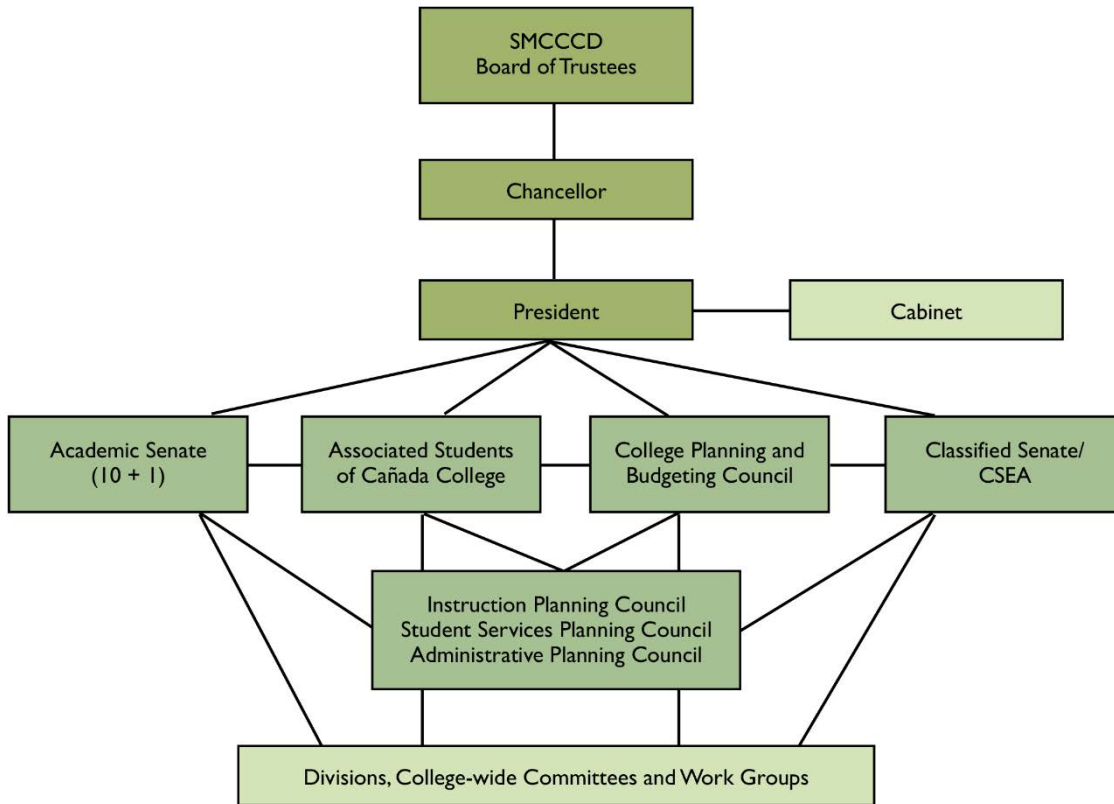 SMCCCD
Board of Trustees
Chancellor
President
Cabinet
Academic Senate
(10 + 1)
Associated Students
of Cañada College
College Planning and
Budgeting Council
Classified Senate/
CSEA
Instruction Planning Council
Student Services Planning Council
Administrative Planning Council
Divisions, College-wide Committees and Work Groups